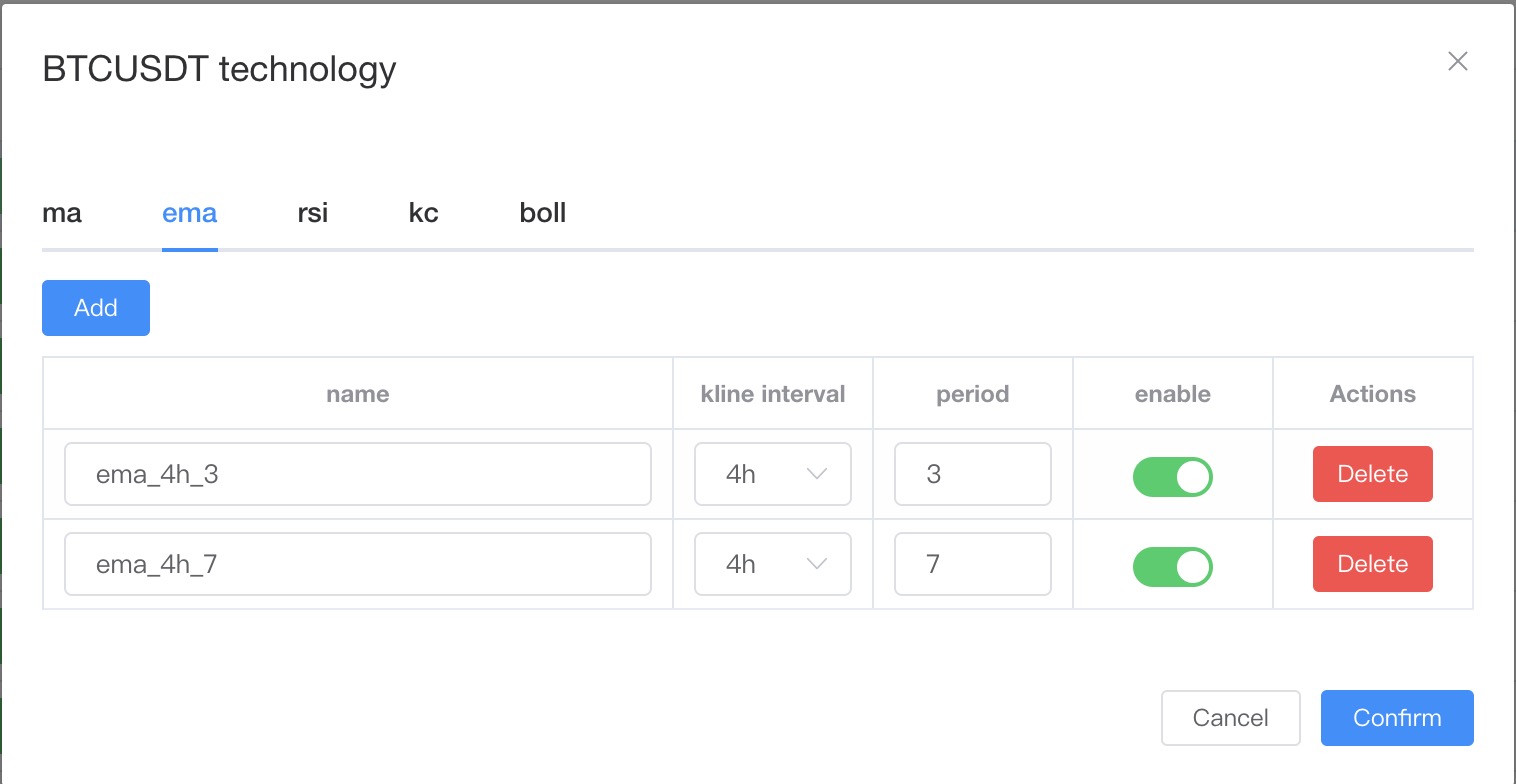 BTCUSDT technology
ma ema rsi kc boll
Add
name kline interval period enable Actions
ema_4h_3 4h 3 Delete
ema_4h_7 4h 7 Delete
Cancel Confirm